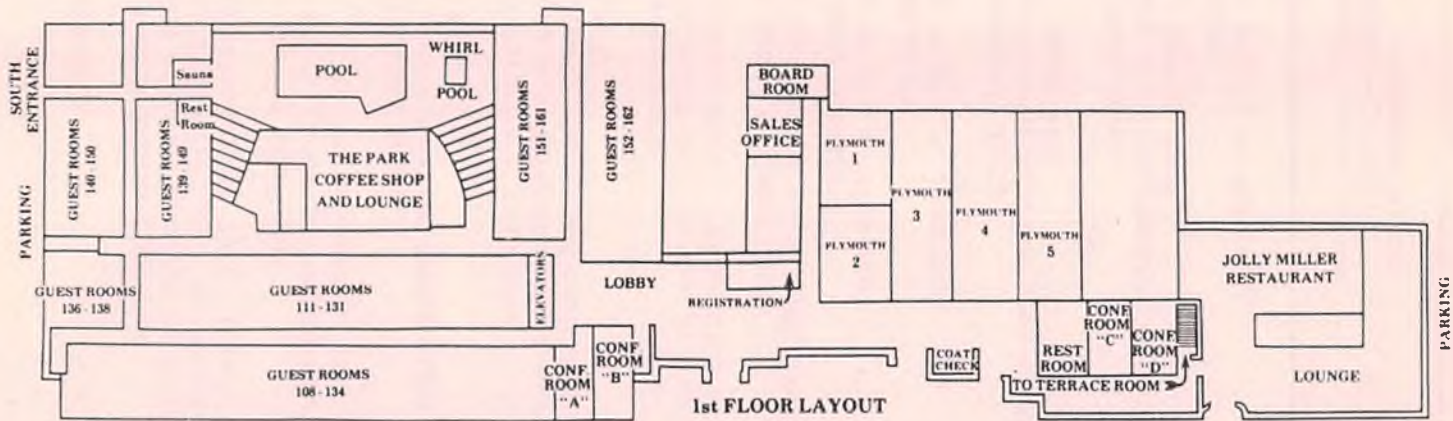 SOUTH
ENTRANCE
PARKING
Sauna
Rest
Room
POOL
WHIRL
POOL
GUEST ROOMS
140 - 150
GUEST ROOMS
139 - 149
THE PARK
COFFEE SHOP
AND LOUNGE
GUEST ROOMS
151 - 161
GUEST ROOMS
152 - 162
GUEST ROOMS
136 - 138
GUEST ROOMS
111 - 131
ELEVATORS
GUEST ROOMS
108 - 134
CONF.
ROOM
"A"
CONF.
ROOM
"B"
LOBBY
REGISTRATION
BOARD
ROOM
SALES
OFFICE
PLYMOUTH
1
PLYMOUTH
2
PLYMOUTH
3
PLYMOUTH
4
PLYMOUTH
5
COAT
CHECK
REST
ROOM
CONF.
ROOM
"C"
CONF.
ROOM
"D"
TO TERRACE ROOM
JOLLY MILLER
RESTAURANT
LOUNGE
PARKING
1st FLOOR LAYOUT